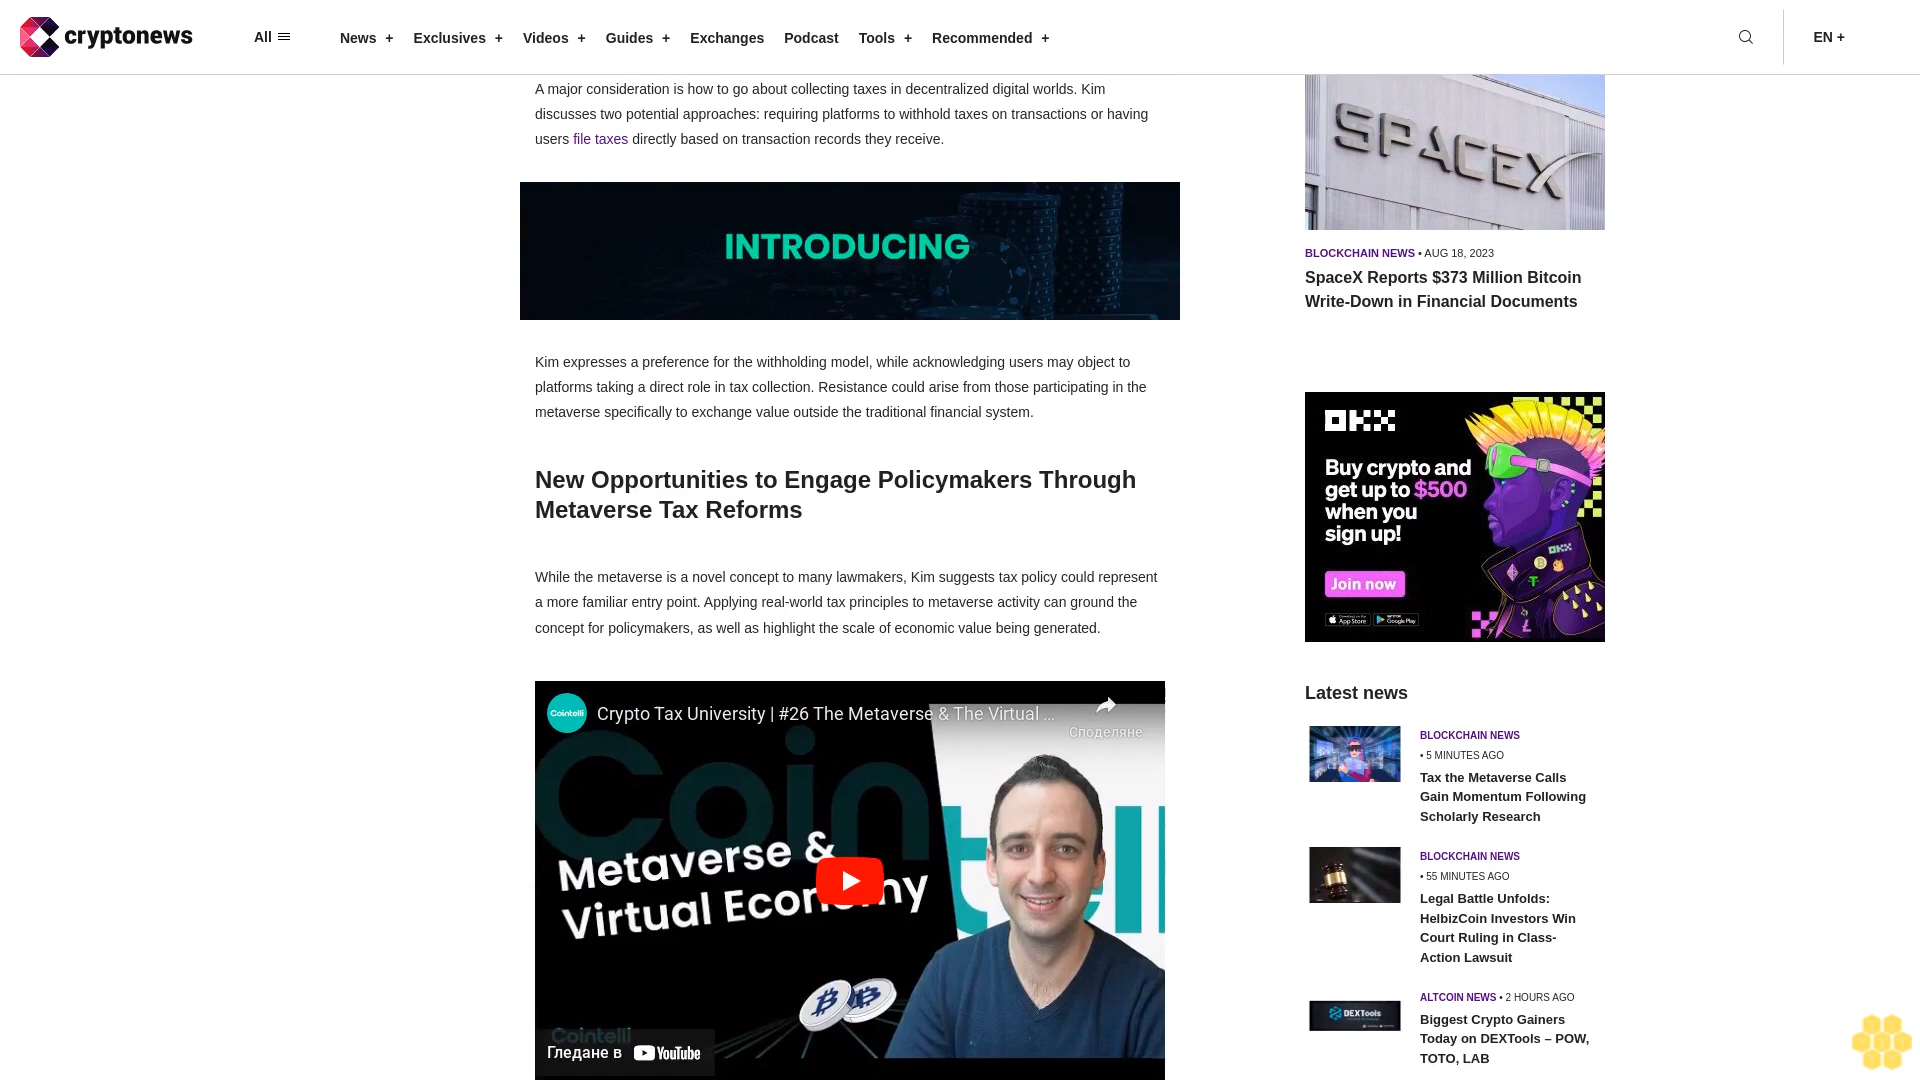 cryptonews
All
News +
Exclusives +
Videos +
Guides +
Exchanges
Podcast
Tools +
Recommended +
EN +
A major consideration is how to go about collecting taxes in decentralized digital worlds. Kim
discusses two potential approaches: requiring platforms to withhold taxes on transactions or having
users file taxes directly based on transaction records they receive.
INTRODUCING
Kim expresses a preference for the withholding model, while acknowledging users may object to
platforms taking a direct role in tax collection. Resistance could arise from those participating in the
metaverse specifically to exchange value outside the traditional financial system.
New Opportunities to Engage Policymakers Through
Metaverse Tax Reforms
While the metaverse is a novel concept to many lawmakers, Kim suggests tax policy could represent
a more familiar entry point. Applying real-world tax principles to metaverse activity can ground the
concept for policymakers, as well as highlight the scale of economic value being generated.
Cointelli
Crypto Tax University | #26 The Metaverse & The Virtual ...
Споделяне
Coin
tell
Metaverse &
Virtual Economy
Cointelli
Гледане в YouTube
SPACEX
BLOCKCHAIN NEWS • AUG 18, 2023
SpaceX Reports $373 Million Bitcoin
Write-Down in Financial Documents
OKX
Buy crypto and
get up to $500
when you
sign up!
Join now
App Store
Google Play
Latest news
BLOCKCHAIN NEWS
• 5 MINUTES AGO
Tax the Metaverse Calls
Gain Momentum Following
Scholarly Research
BLOCKCHAIN NEWS
• 55 MINUTES AGO
Legal Battle Unfolds:
HelbizCoin Investors Win
Court Ruling in Class-
Action Lawsuit
DEXTools
ALTCOIN NEWS • 2 HOURS AGO
Biggest Crypto Gainers
Today on DEXTools – POW,
TOTO, LAB